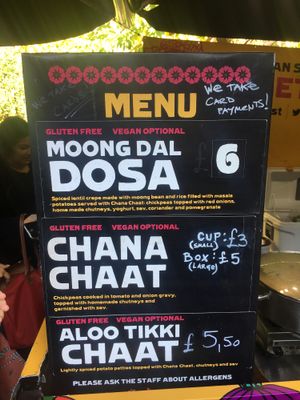 WE TAKE
CARD
PAYMENTS!
MENU
GLUTEN FREE VEGAN OPTIONAL
MOONG DAL
DOSA
£ 6
Spiced lentil crepe made with moong bean and rice filled with masala
potatoes served with Chana Chaat: chickpeas topped with red onions,
home made chutneys, yoghurt, sev, coriander and pomegranate
GLUTEN FREE VEGAN OPTIONAL
CHANA
CHAAT
CUP: £3
(SMALL)
BOX: £5
(LARGE)
Chickpeas cooked in tomato and onion gravy.
topped with homemade chutneys and
garnished with sev.
GLUTEN FREE VEGAN OPTIONAL
ALOO TIKKI
CHAAT
£5,50
Lightly spiced potato patties topped with Chana Chaat, chutneys and sev
PLEASE ASK THE STAFF ABOUT ALLERGENS